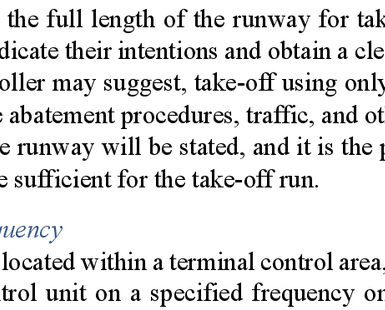 the full length of the runway for tak
dicate their intentions and obtain a cle
oller may suggest, take-off using only
e abatement procedures, traffic, and ot
e runway will be stated, and it is the p
e sufficient for the take-off run.
quency
located within a terminal control area,
ntrol unit on a specified frequency on